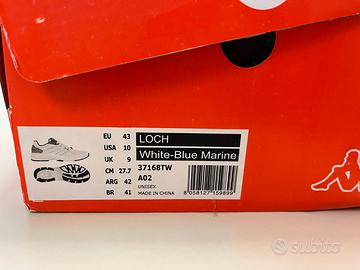 EU 43
USA 10
UK 9
CM 27.7
ARG 42
BR 41
LOCH
White-Blue Marine
37168TW
A02
UNISEX
MADE IN CHINA
8 058127 159899
subito